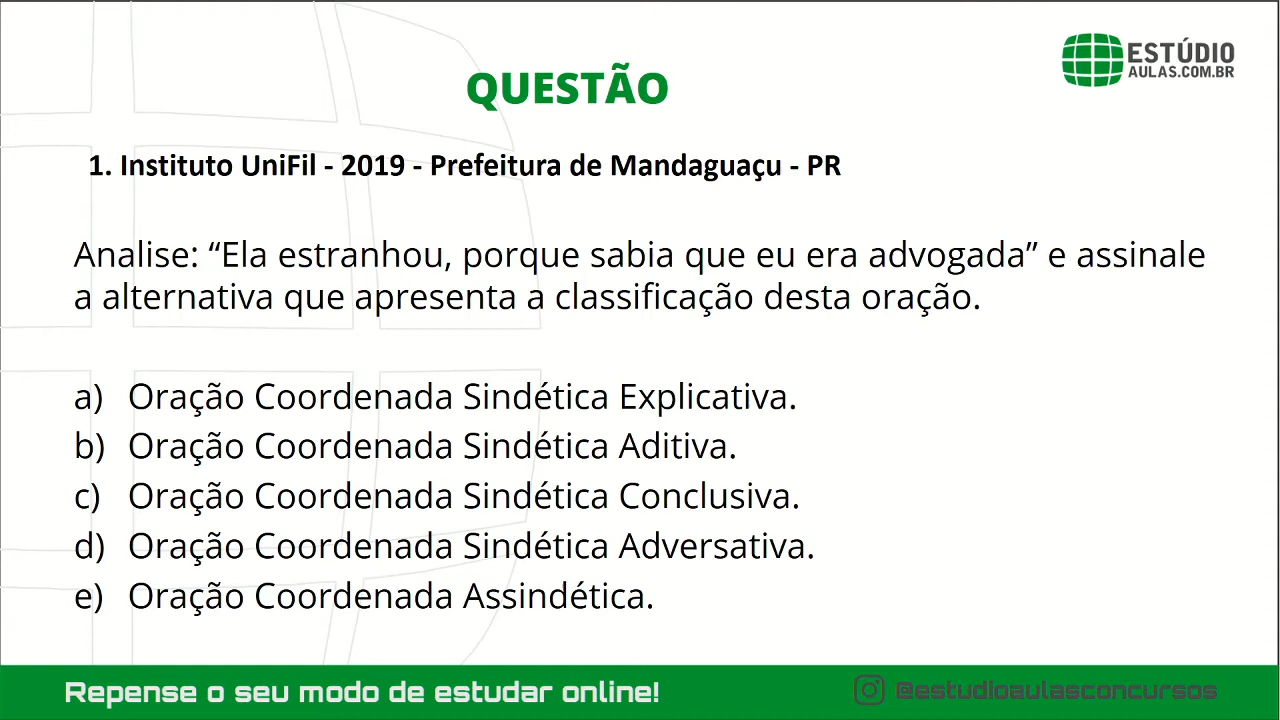 ESTÚDIO
AULAS.COM.BR
QUESTÃO
1. Instituto UniFil - 2019 - Prefeitura de Mandaguaçu - PR
Analise: “Ela estranhou, porque sabia que eu era advogada” e assinale
a alternativa que apresenta a classificação desta oração.
a) Oração Coordenada Sindética Explicativa.
b) Oração Coordenada Sindética Aditiva.
c) Oração Coordenada Sindética Conclusiva.
d) Oração Coordenada Sindética Adversativa.
e) Oração Coordenada Assindética.
Repense o seu modo de estudar online!
@estudioaulasconcursos